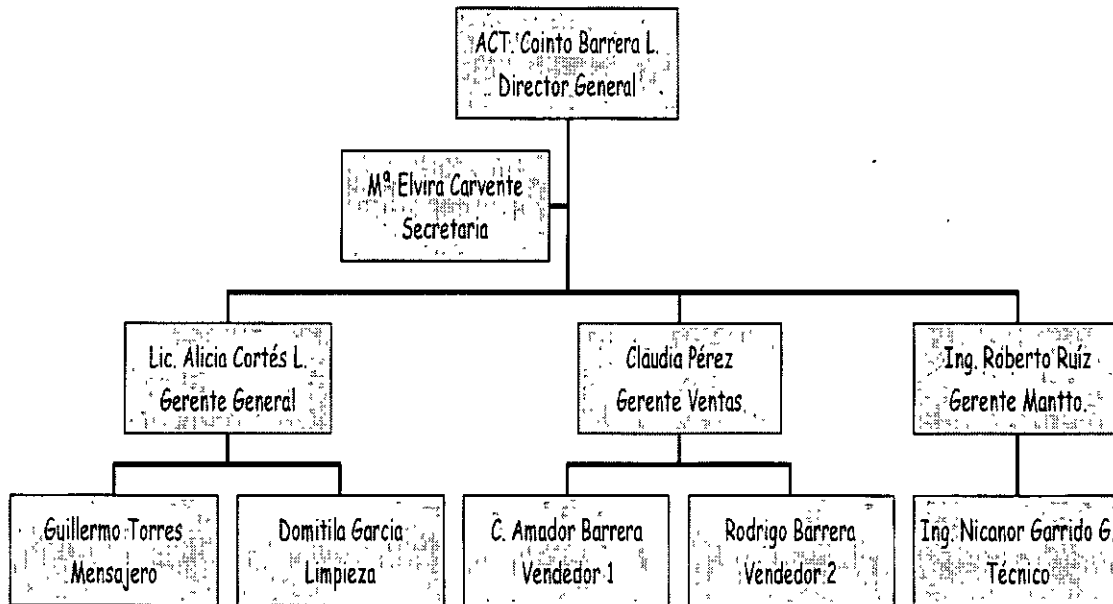 ACT. Cointo Barrera L.
Director General
Mª Elvira Carvente
Secretaria
Lic. Alicia Cortés L.
Gerente General
Claudia Pérez
Gerente Ventas
Ing. Roberto Ruíz
Gerente Mantto.
Guillermo Torres
Mensajero
Domitila Garcia
Limpieza
C. Amador Barrera
Vendedor 1
Rodrigo Barrera
Vendedor 2
Ing. Nicanor Garrido G.
Técnico